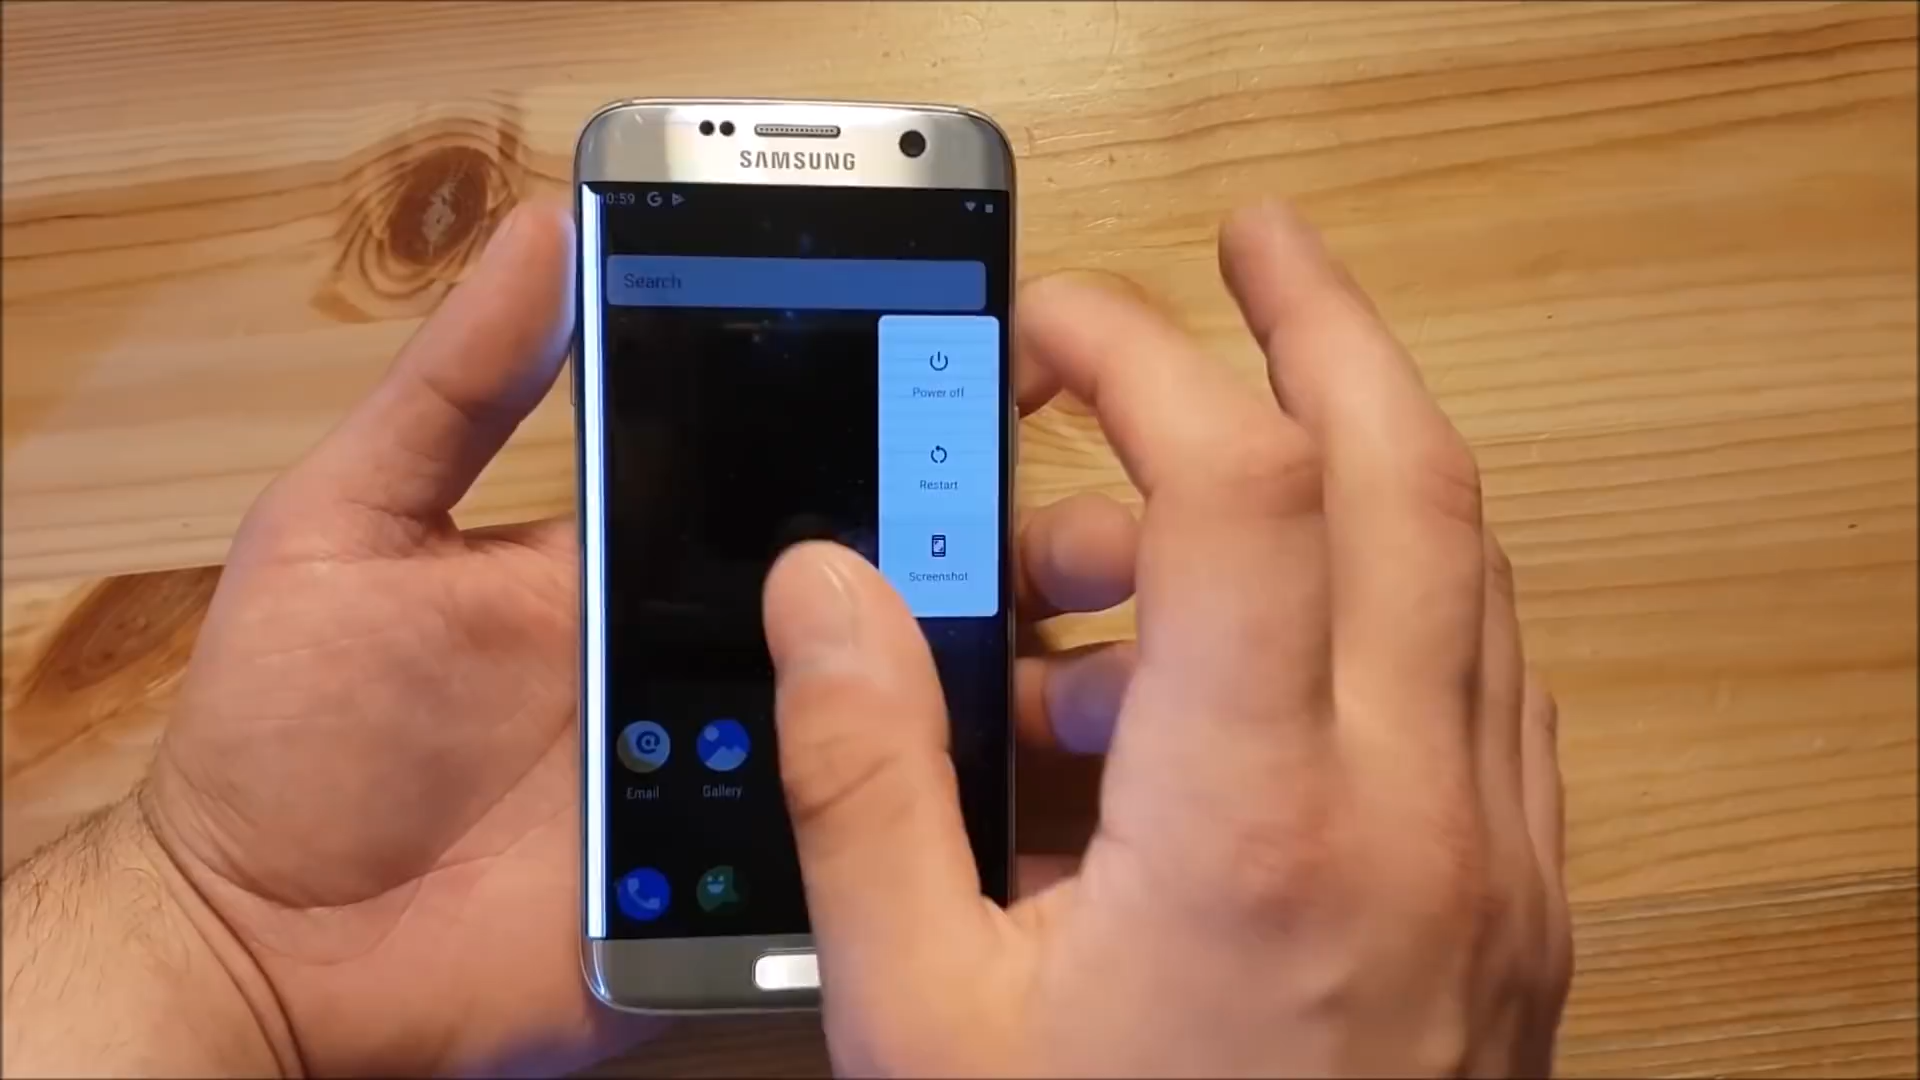 SAMSUNG
0:59
Search
Power off
Restart
Screenshot
Email
Gallery